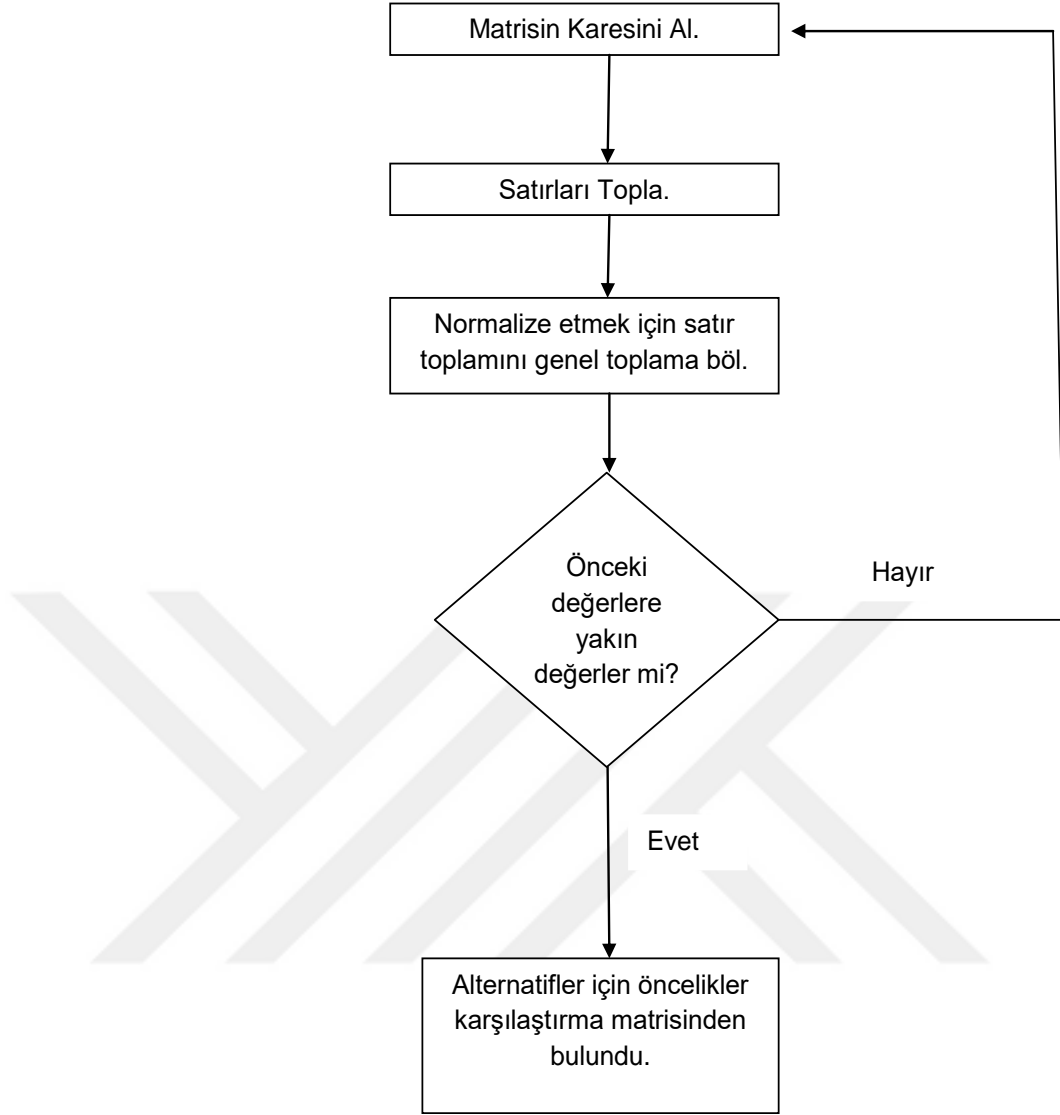 Matrisin Karesini Al.
Satırları Topla.
Normalize etmek için satır
toplamını genel toplama böl.
Önceki
değerlere
yakın
değerler mi?
Hayır
Evet
Alternatifler için öncelikler
karşılaştırma matrisinden
bulundu.